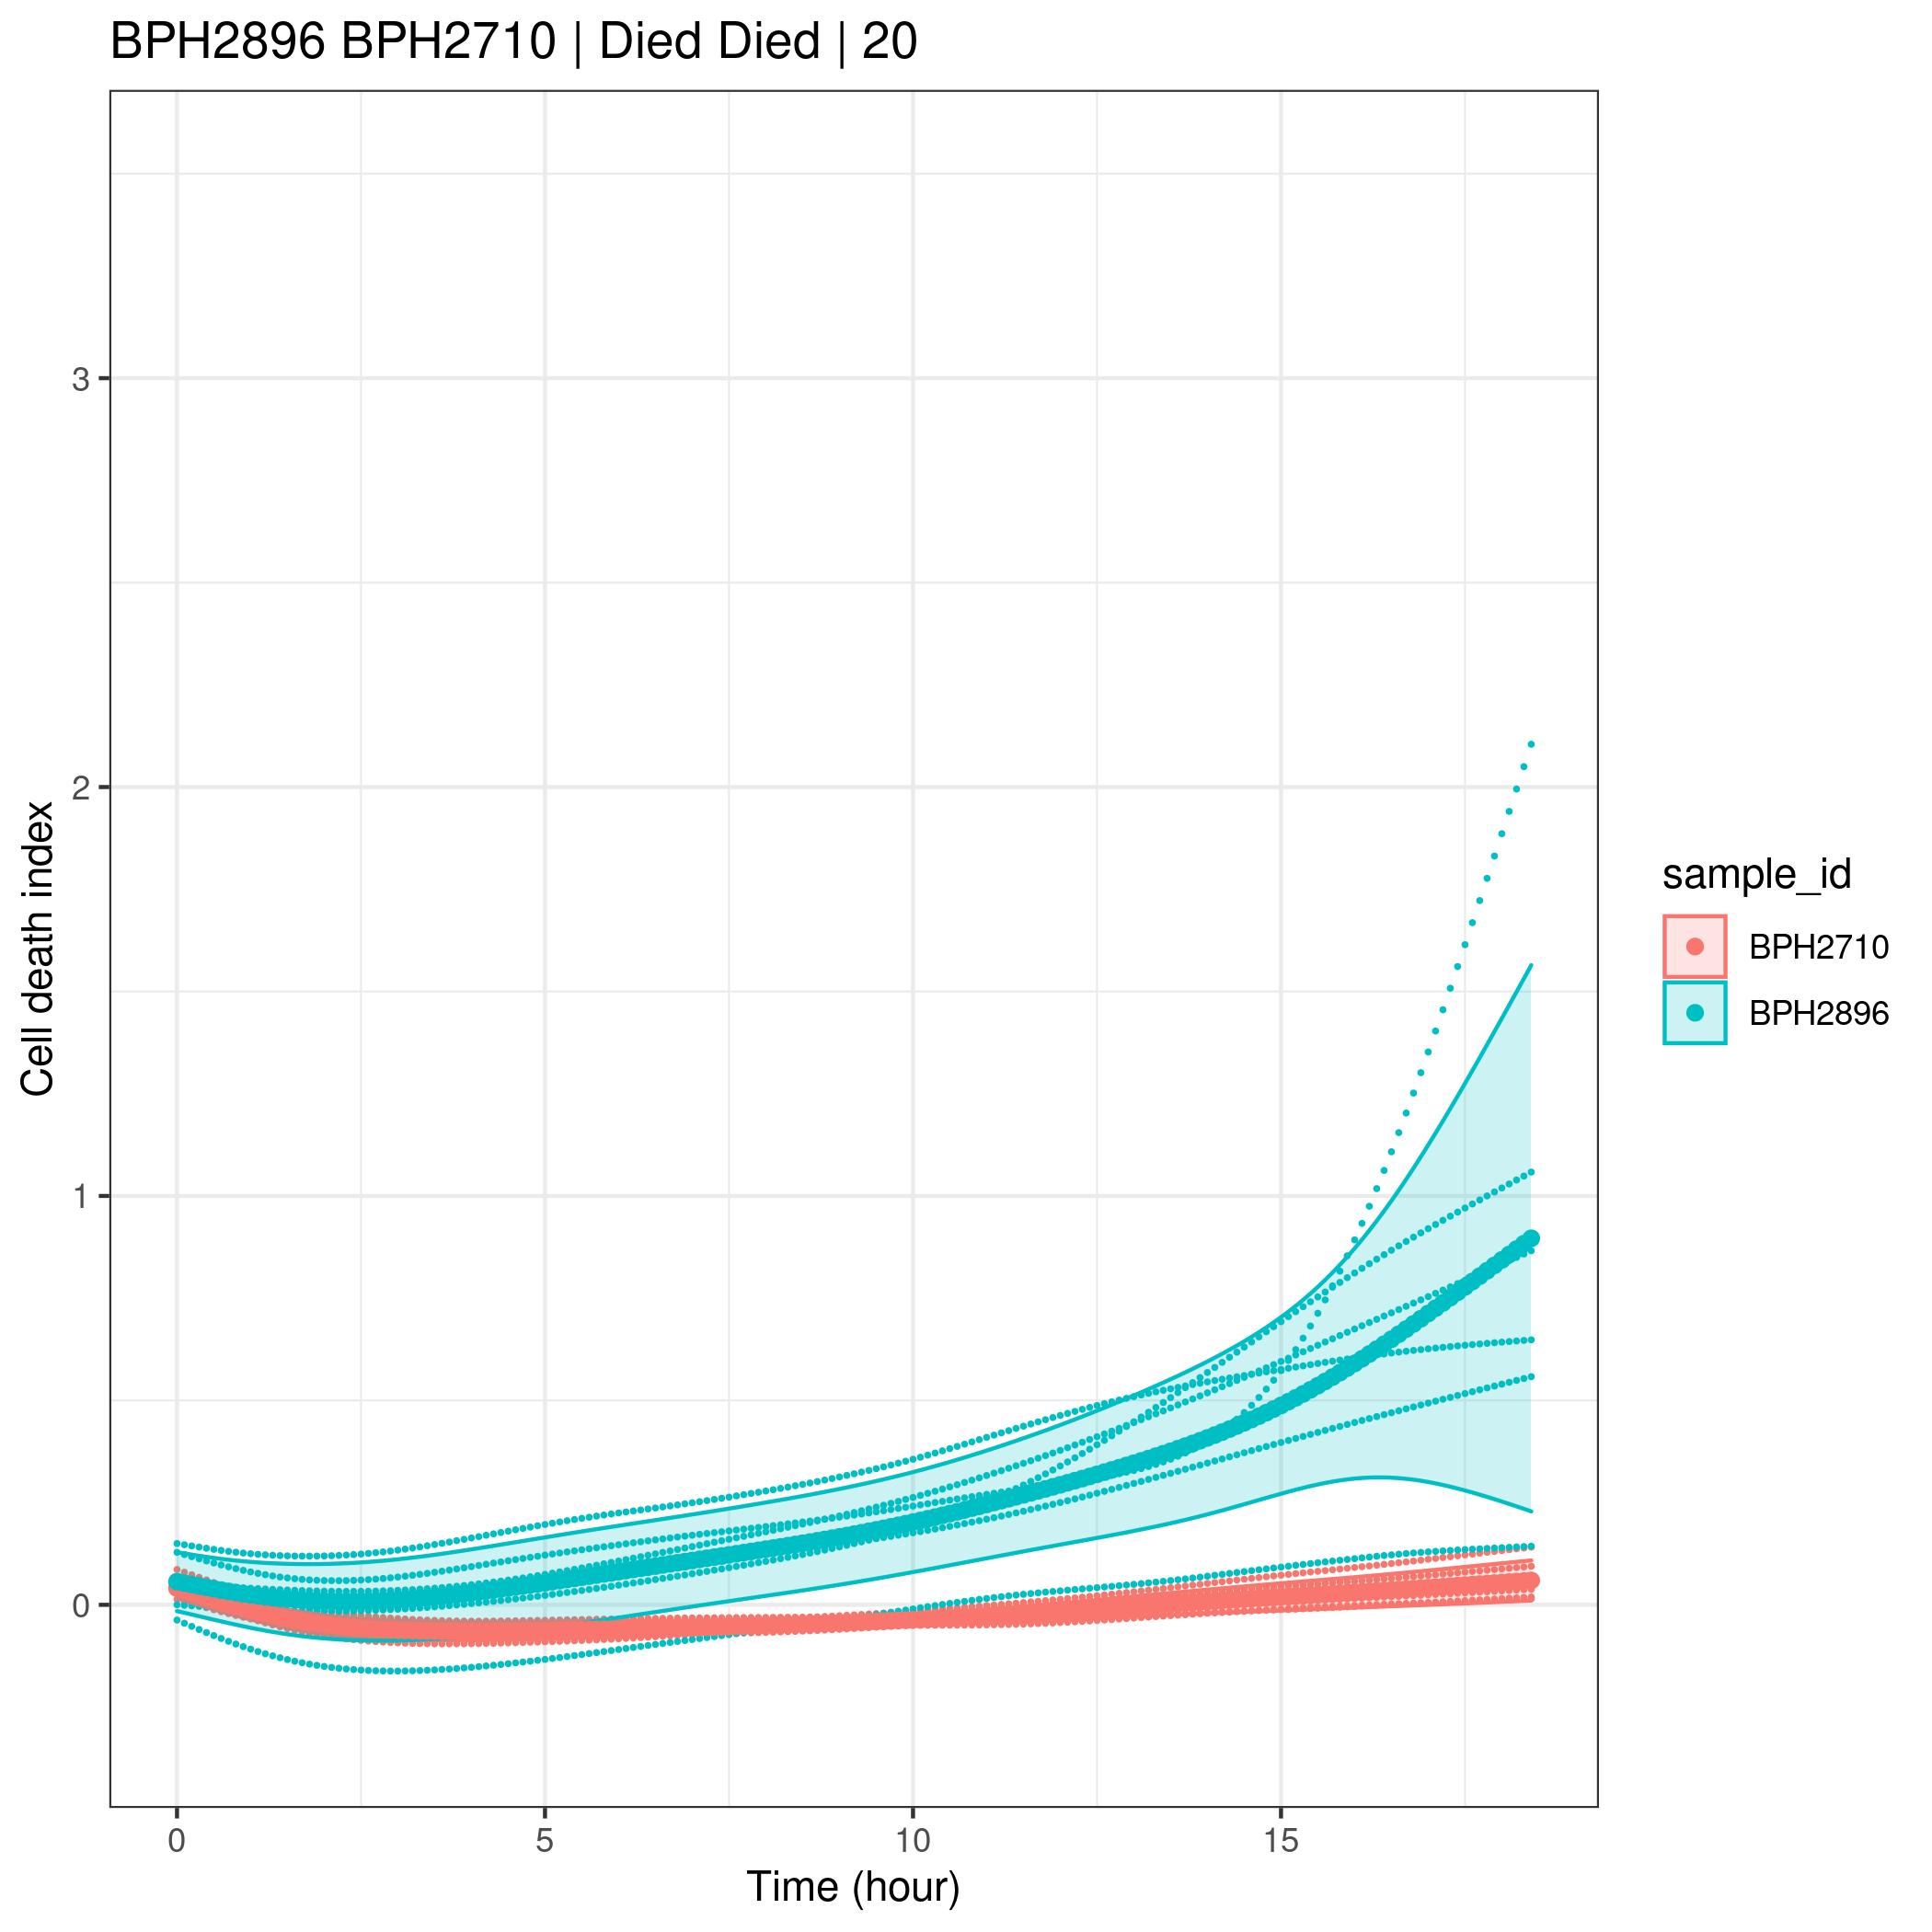 BPH2896 BPH2710 | Died Died | 20
Cell death index
3
2
1
0
0 5 10 15
Time (hour)
sample_id
BPH2710
BPH2896